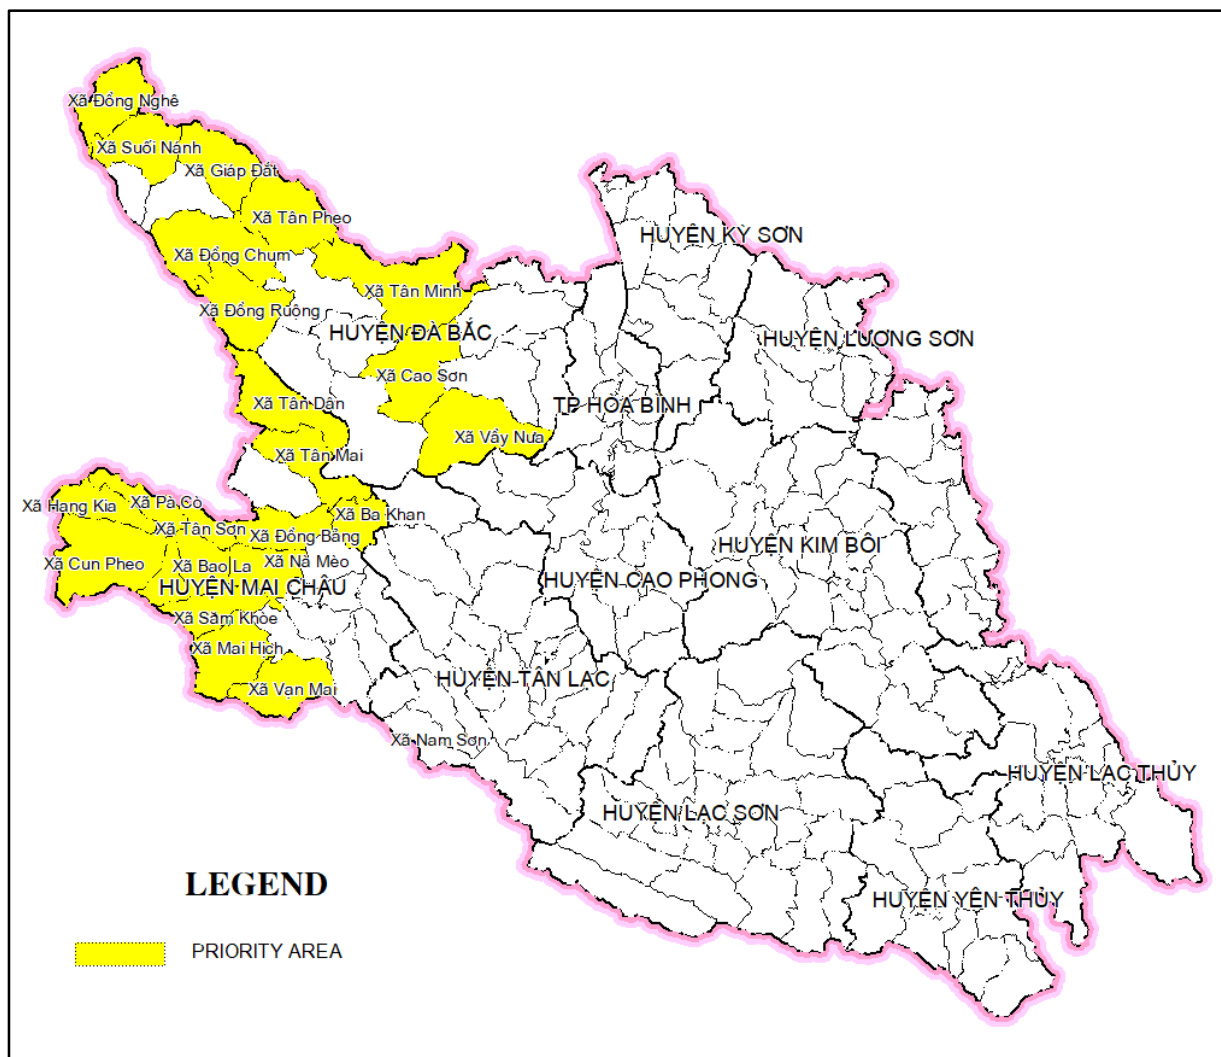 Xã Đồng Nghê
Xã Suối Nánh
Xã Giáp Đắt
Xã Tân Pheo
HUYỆN KỲ SƠN
Xã Đồng Chum
Xã Tân Minh
Xã Đồng Ruộng
HUYỆN ĐÀ BẮC
HUYỆN LƯƠNG SƠN
Xã Cao Sơn
Xã Tân Dân
TP HÒA BÌNH
Xã Vầy Nưa
Xã Tân Mai
Xã Hang Kia
Xã Pà Cò
Xã Ba Khan
Xã Tân Sơn
Xã Đồng Bảng
HUYỆN KIM BÔI
Xã Cun Pheo
Xã Bao La
Xã Nà Mèo
HUYỆN MAI CHÂU
HUYỆN CAO PHONG
Xã Săm Khòe
Xã Mai Hịch
HUYỆN TÂN LẠC
Xã Vạn Mai
Xã Nam Sơn
HUYỆN LẠC THỦY
HUYỆN LẠC SƠN
LEGEND
HUYỆN YÊN THỦY
PRIORITY AREA